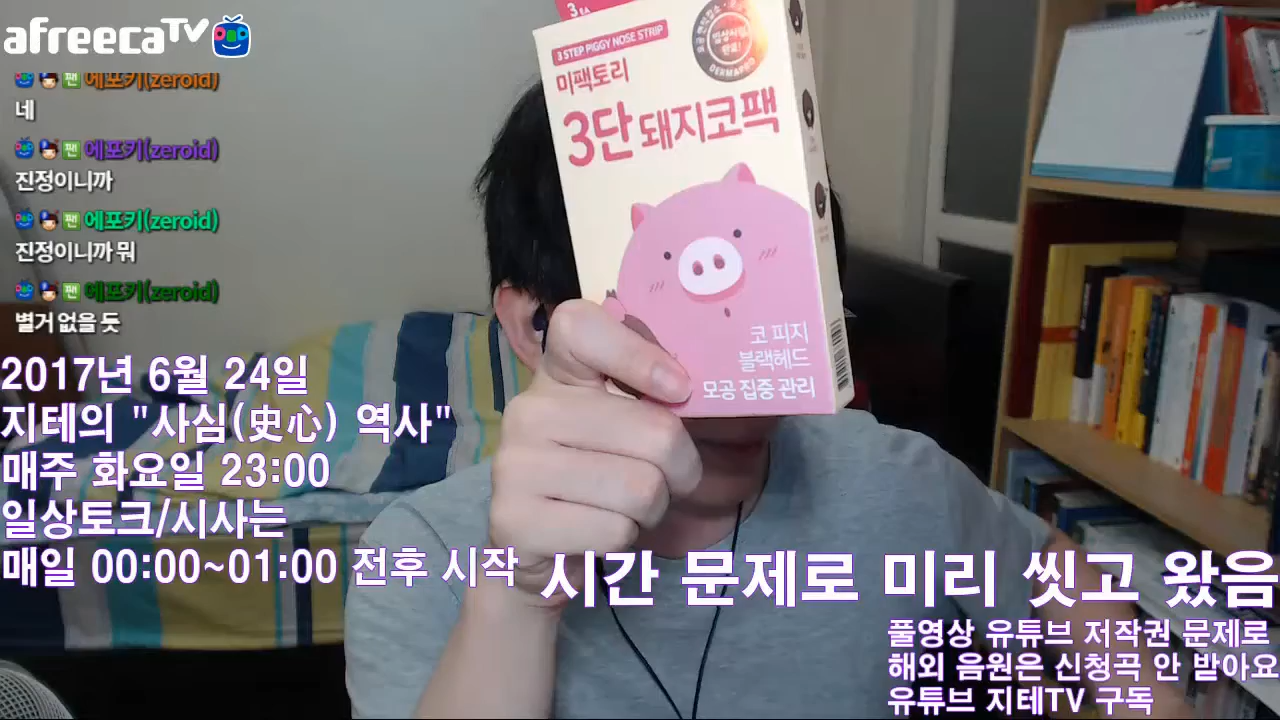 afreecaTV
팬 에포키(zeroid)
네
팬 에포키(zeroid)
진정이니까
팬 에포키(zeroid)
진정이니까 뭐
팬 에포키(zeroid)
별거 없을 듯
2017년 6월 24일
지테의 "사심(史心) 역사"
매주 화요일 23:00
일상토크/시사는
매일 00:00~01:00 전후 시작
3 EA
3 STEP PIGGY NOSE STRIP
미팩토리
3단 돼지코팩
DERMAPRO
코 피지
블랙헤드
모공 집중 관리
시간 문제로 미리 씻고 왔음
풀영상 유튜브 저작권 문제로
해외 음원은 신청곡 안 받아요
유튜브 지테TV 구독